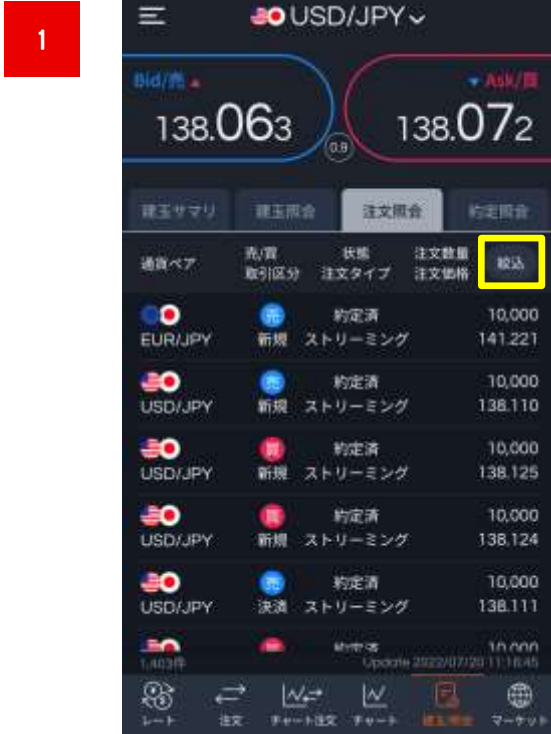 1
USD/JPY
Bid/売 Ask/買
138.063 138.072
0.9
建玉サマリ 建玉照会 注文照会 約定照会
通貨ペア 売/買 状態 注文数量 絞込
取引区分 注文タイプ 注文価格
売 約定済 10,000
EUR/JPY 新規 ストリーミング 141.221
売 約定済 10,000
USD/JPY 新規 ストリーミング 138.110
買 約定済 10,000
USD/JPY 新規 ストリーミング 138.125
買 約定済 10,000
USD/JPY 新規 ストリーミング 138.124
売 約定済 10,000
USD/JPY 決済 ストリーミング 138.111
10,000
1,403件 Update 2022/07/20 11:16:45
レート 注文 チャート注文 チャート 建玉照会 マーケット